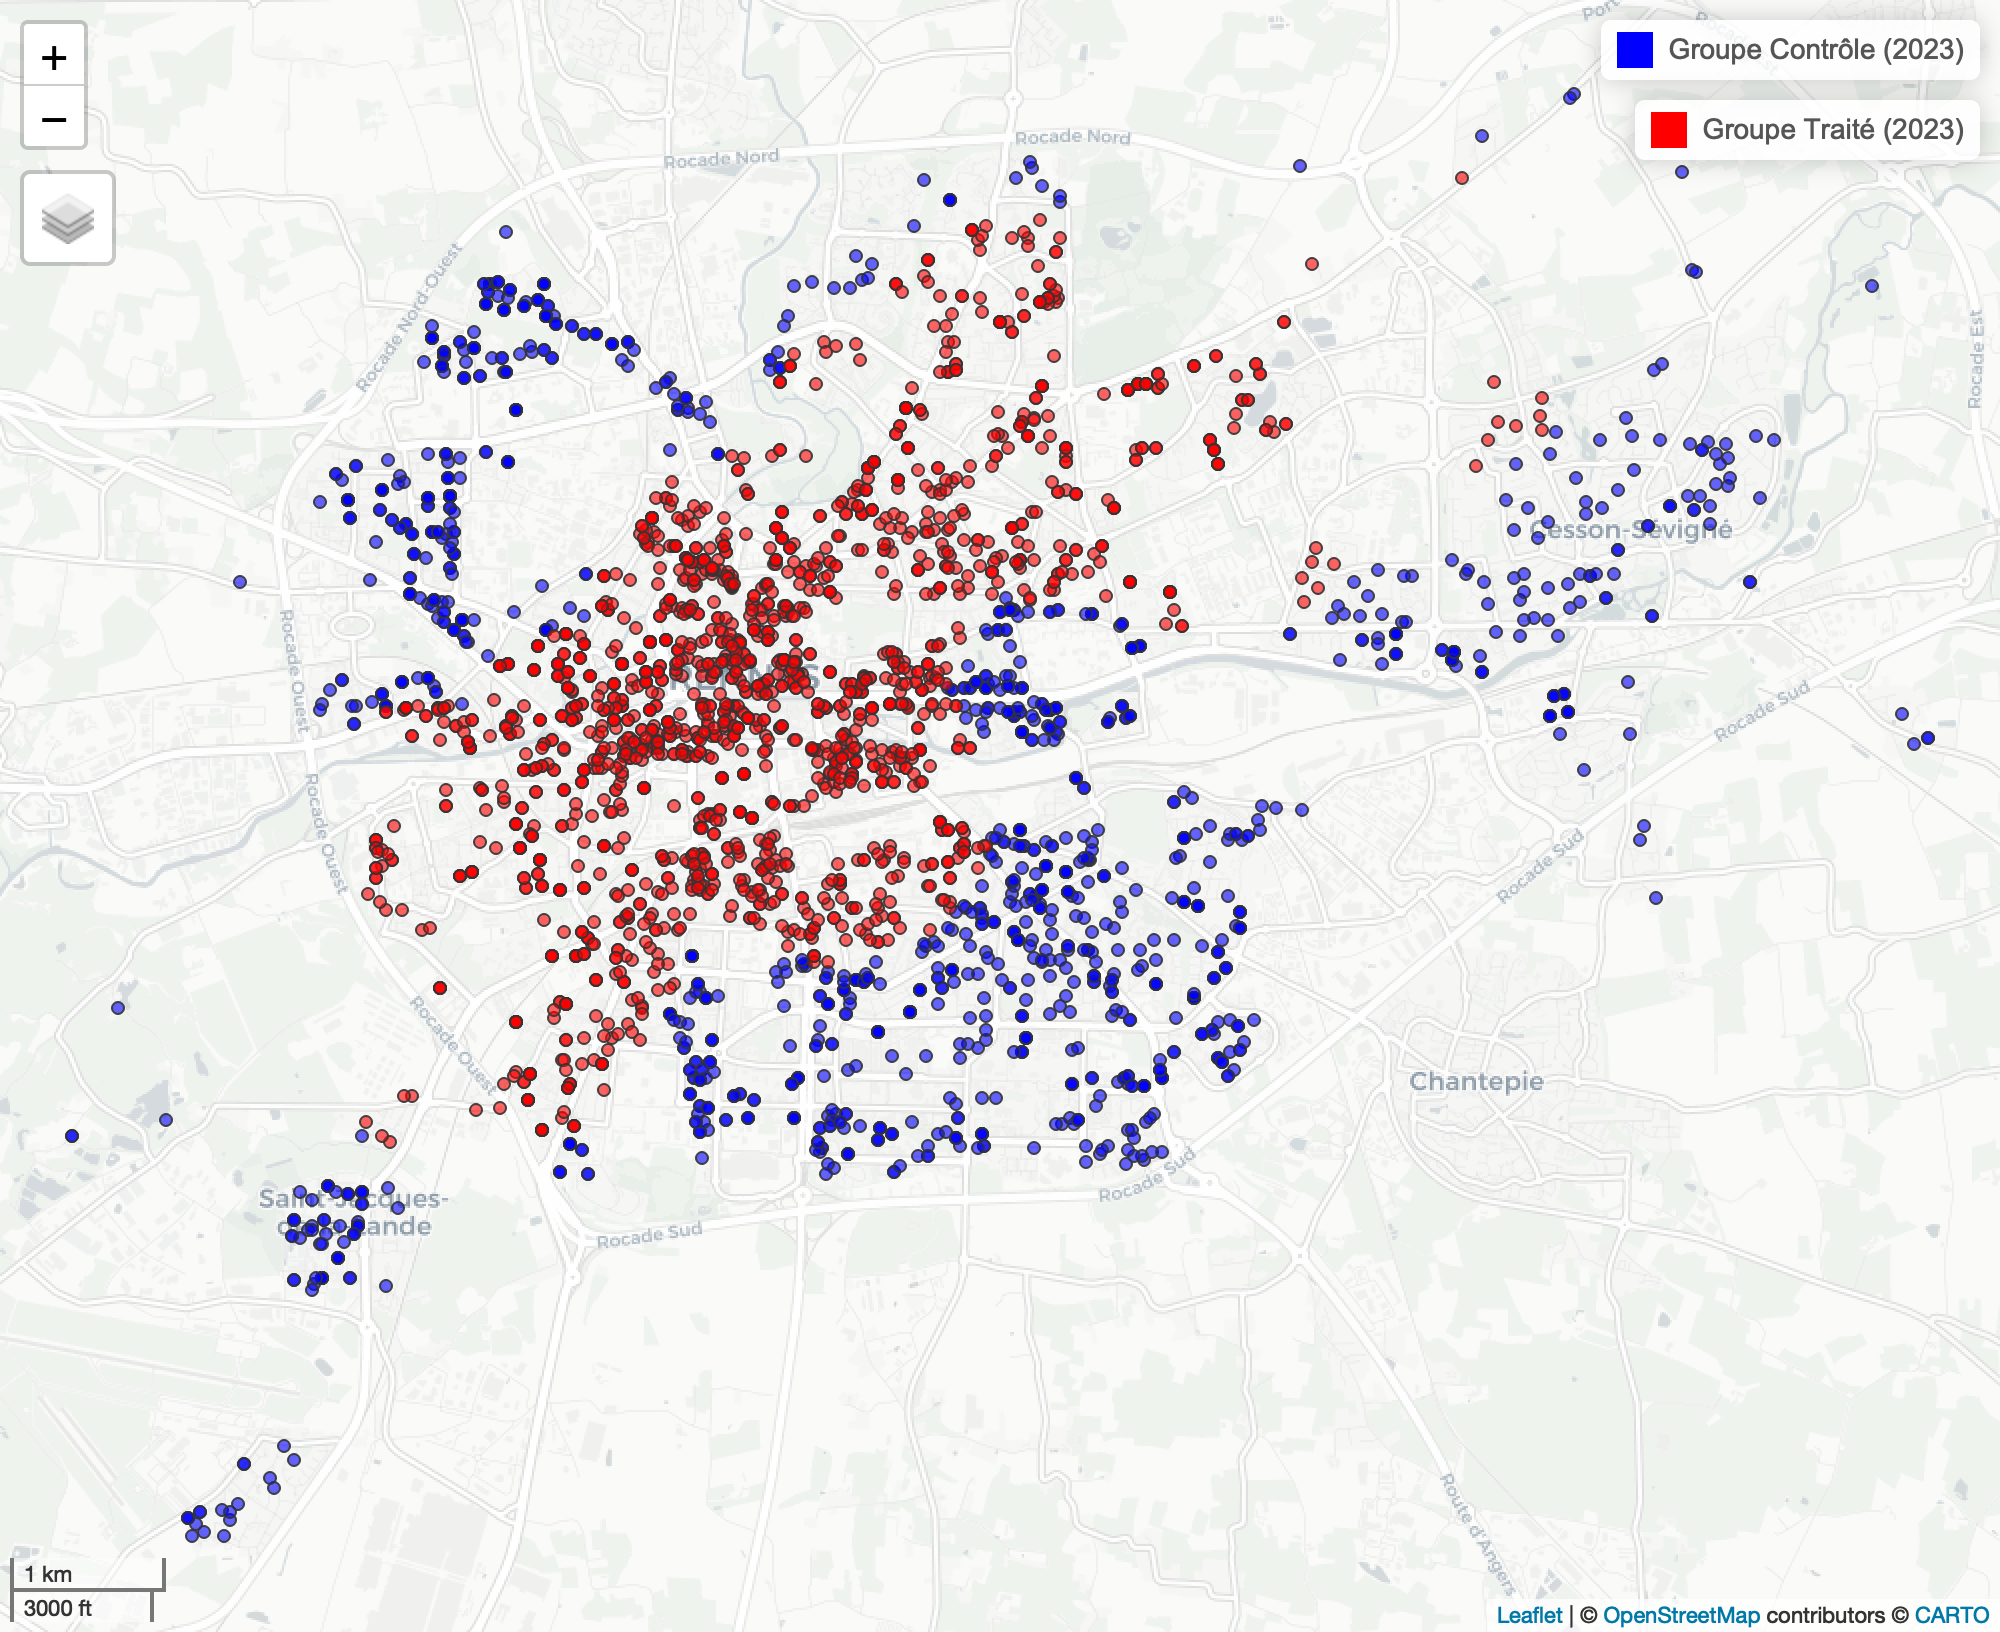 +
Groupe Contrôle (2023)
−
Groupe Traité (2023)
Rocade Nord
Rocade Nord
Rocade Nord-Ouest
Rocade Est
Cesson-Sévigné
Rocade Ouest
Rocade Sud
Rocade Ouest
Rocade Sud
Rocade Ouest
Chantepie
Rocade Sud
Saint-Jacques-
de-la-Lande
Rocade Sud
Route d'Angers
1 km
3000 ft
Leaflet | © OpenStreetMap contributors © CARTO